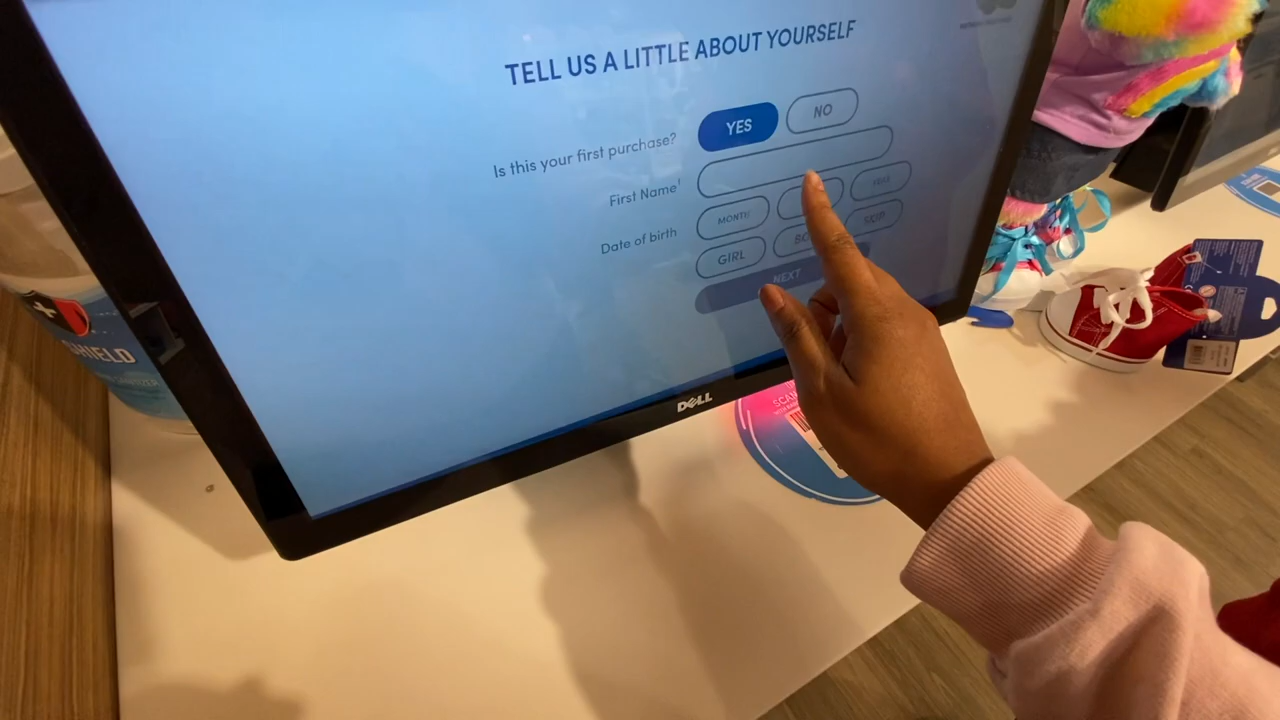 TELL US A LITTLE ABOUT YOURSELF
Is this your first purchase?
YES
NO
First Name
Date of birth
MONTH
GIRL
SKIP
NEXT
DELL
SHIELD
SCAN